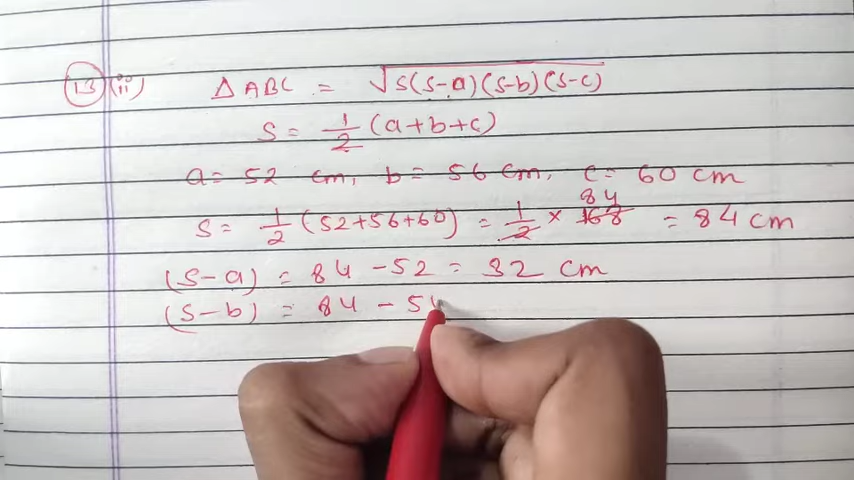 13 (ii) Δ ABC = √s(s-a)(s-b)(s-c)
s = 1/2 (a+b+c)
a = 52 cm, b = 56 cm, c = 60 cm
s = 1/2 (52+56+60) = 1/2 × 168 84 = 84 cm
(s-a) = 84 - 52 = 32 cm
(s-b) = 84 - 5